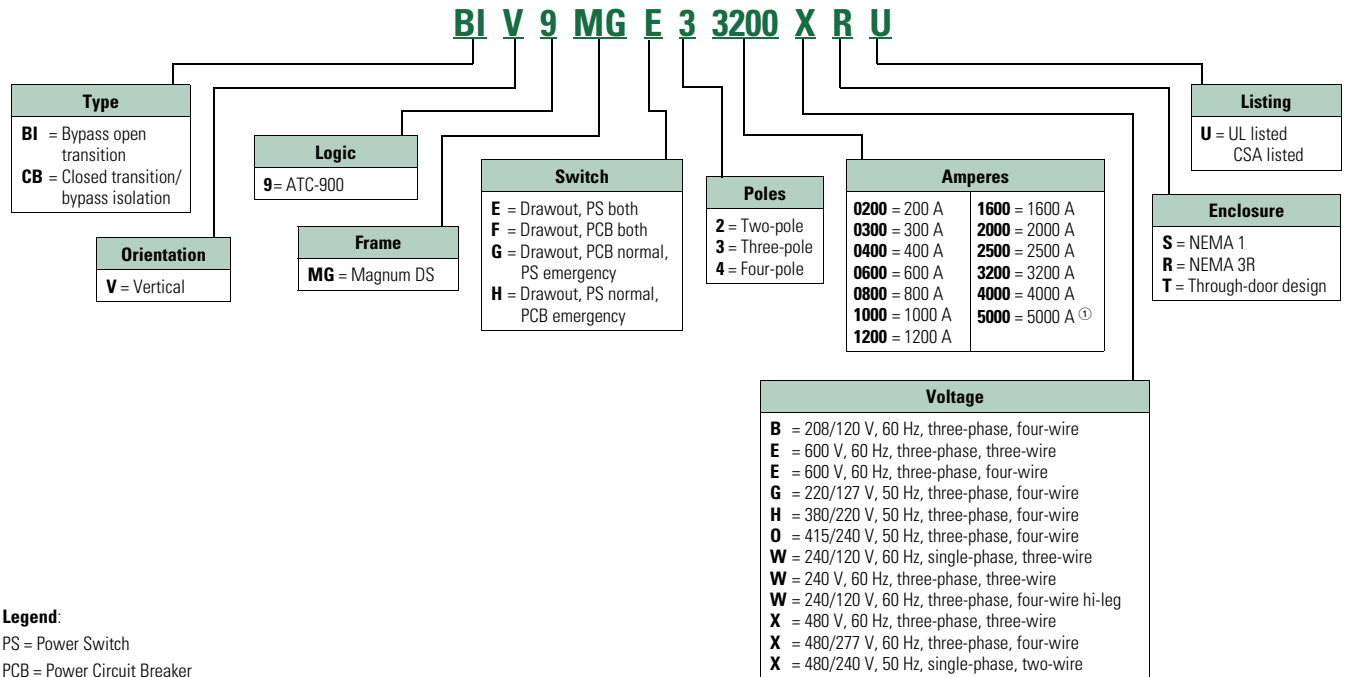 BI V 9 MG E 3 3200 X R U
Type
BI = Bypass open
transition
CB = Closed transition/
bypass isolation
Orientation
V = Vertical
Logic
9= ATC-900
Frame
MG = Magnum DS
Switch
E = Drawout, PS both
F = Drawout, PCB both
G = Drawout, PCB normal,
PS emergency
H = Drawout, PS normal,
PCB emergency
Poles
2 = Two-pole
3 = Three-pole
4 = Four-pole
Amperes
0200 = 200 A
0300 = 300 A
0400 = 400 A
0600 = 600 A
0800 = 800 A
1000 = 1000 A
1200 = 1200 A
1600 = 1600 A
2000 = 2000 A
2500 = 2500 A
3200 = 3200 A
4000 = 4000 A
5000 = 5000 A ①
Listing
U = UL listed
CSA listed
Enclosure
S = NEMA 1
R = NEMA 3R
T = Through-door design
Voltage
B = 208/120 V, 60 Hz, three-phase, four-wire
E = 600 V, 60 Hz, three-phase, three-wire
E = 600 V, 60 Hz, three-phase, four-wire
G = 220/127 V, 50 Hz, three-phase, four-wire
H = 380/220 V, 50 Hz, three-phase, four-wire
O = 415/240 V, 50 Hz, three-phase, four-wire
W = 240/120 V, 60 Hz, single-phase, three-wire
W = 240 V, 60 Hz, three-phase, three-wire
W = 240/120 V, 60 Hz, three-phase, four-wire hi-leg
X = 480 V, 60 Hz, three-phase, three-wire
X = 480/277 V, 60 Hz, three-phase, four-wire
X = 480/240 V, 50 Hz, single-phase, two-wire
Legend:
PS = Power Switch
PCB = Power Circuit Breaker